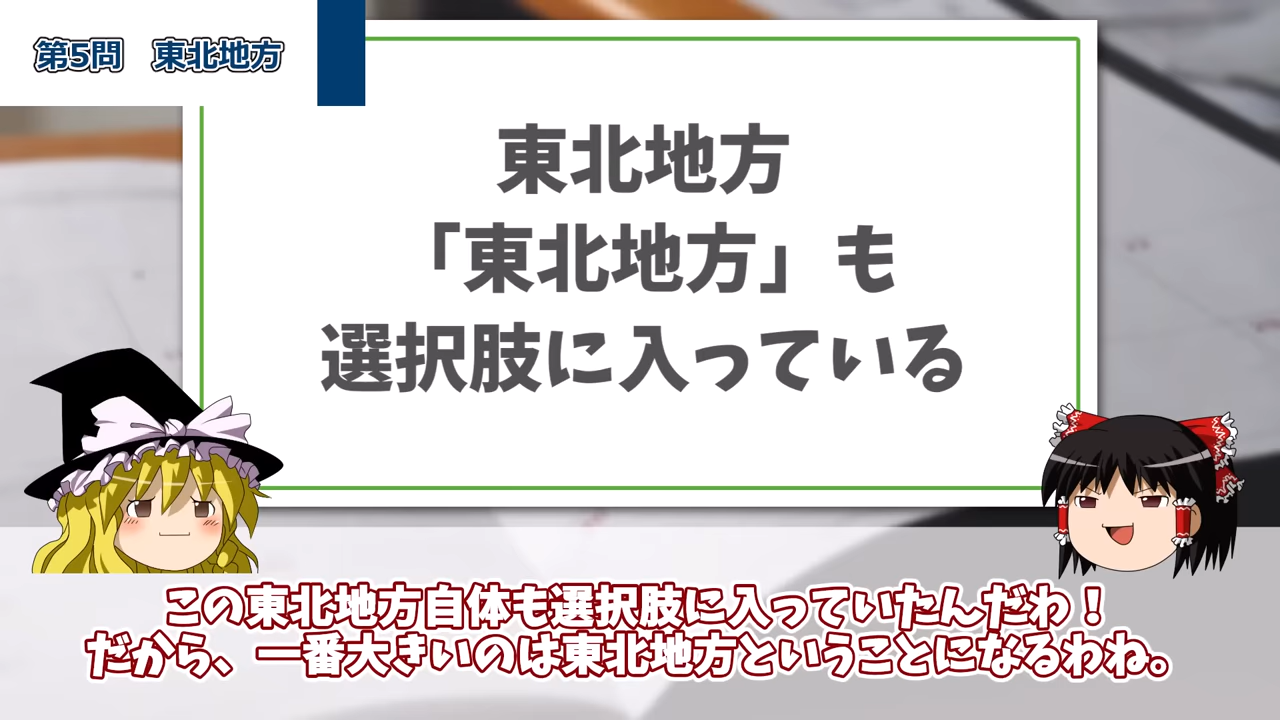 第5問 東北地方
東北地方
「東北地方」も
選択肢に入っている
この東北地方自体も選択肢に入っていたんだわ！
だから、一番大きいのは東北地方ということになるわね。